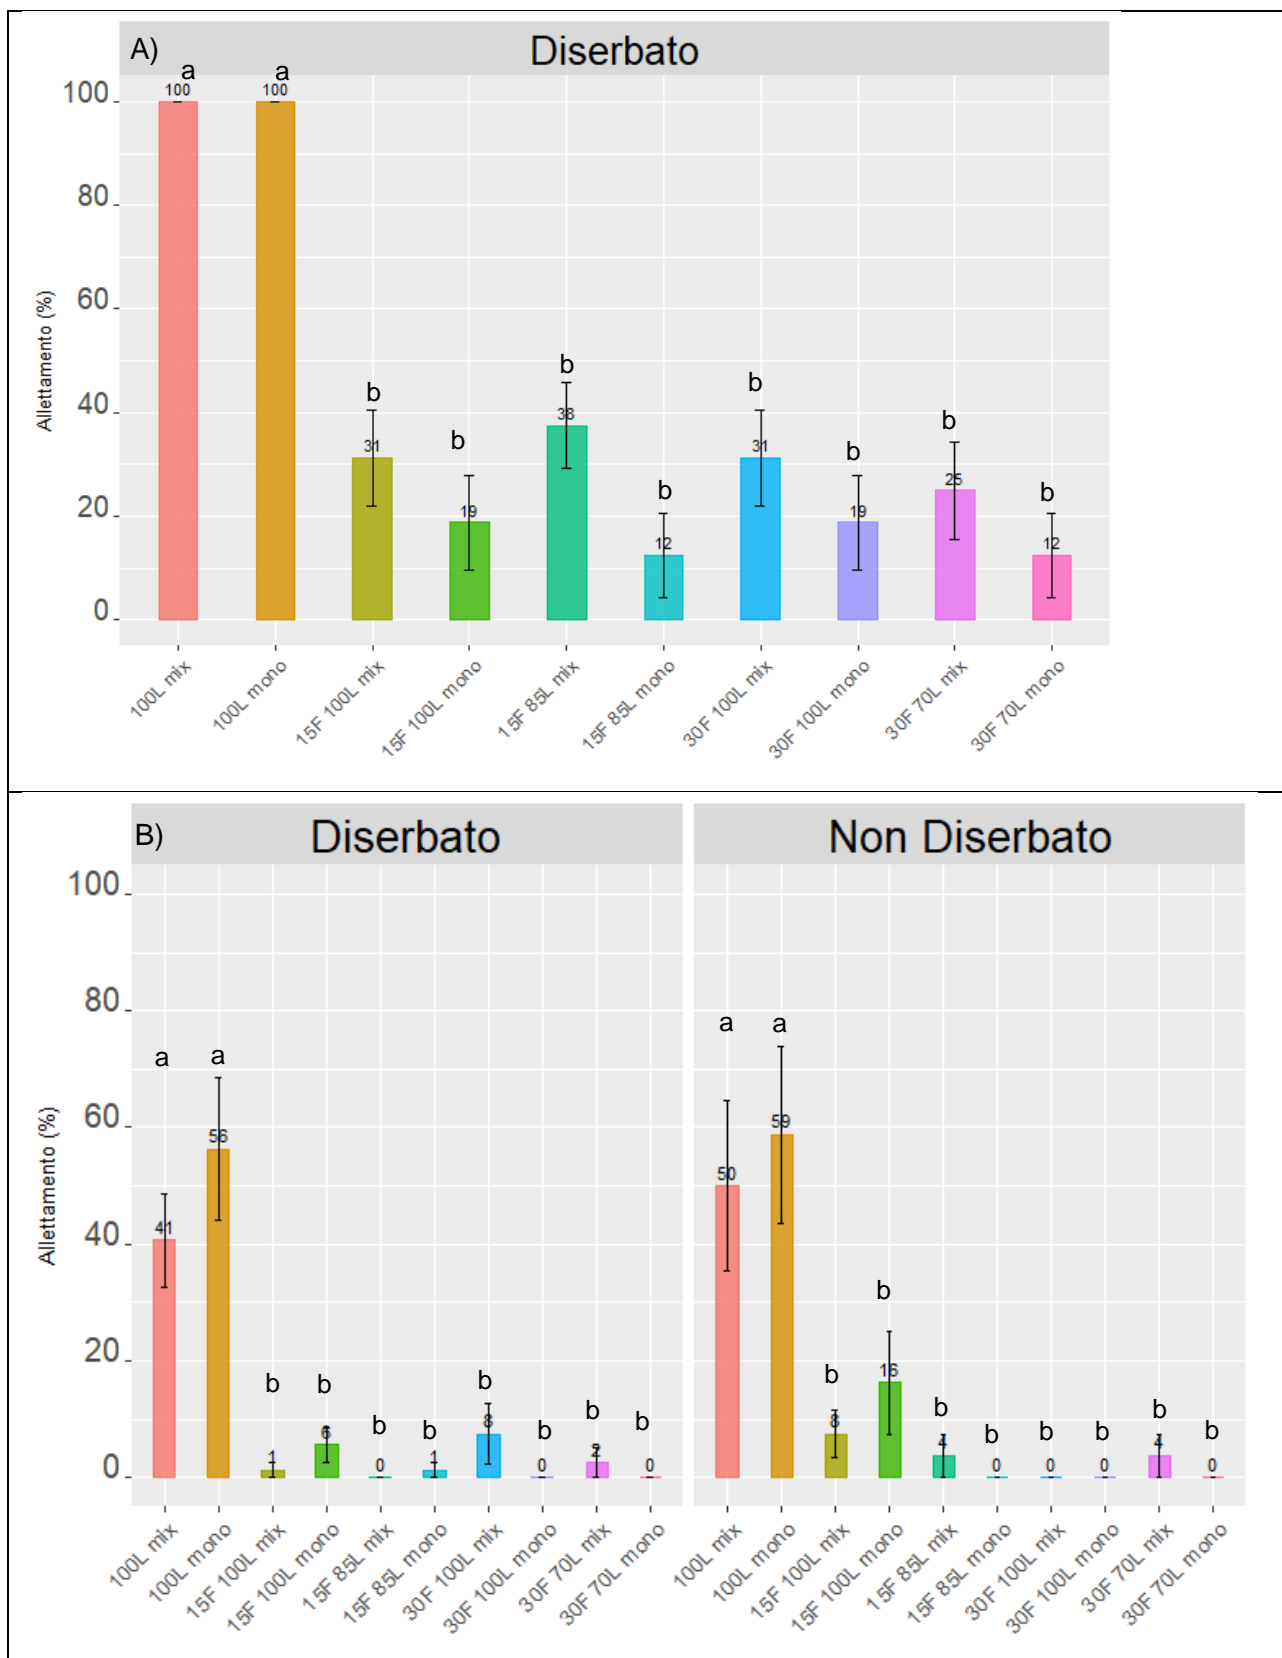 A)
Diserbato
Allettamento (%)
100
80
60
40
20
0
a
a
b
b
b
b
b
b
b
b
100
100
31
19
38
12
31
19
25
12
100L mix
100L mono
15F 100L mix
15F 100L mono
15F 85L mix
15F 85L mono
30F 100L mix
30F 100L mono
30F 70L mix
30F 70L mono
B)
Diserbato
Non Diserbato
Allettamento (%)
100
80
60
40
20
0
a
a
b
b
b
b
b
b
b
b
41
56
1
6
0
1
8
0
2
0
100L mix
100L mono
15F 100L mix
15F 100L mono
15F 85L mix
15F 85L mono
30F 100L mix
30F 100L mono
30F 70L mix
30F 70L mono
a
a
b
b
b
b
b
b
b
b
50
59
8
16
4
0
0
0
4
0
100L mix
100L mono
15F 100L mix
15F 100L mono
15F 85L mix
15F 85L mono
30F 100L mix
30F 100L mono
30F 70L mix
30F 70L mono